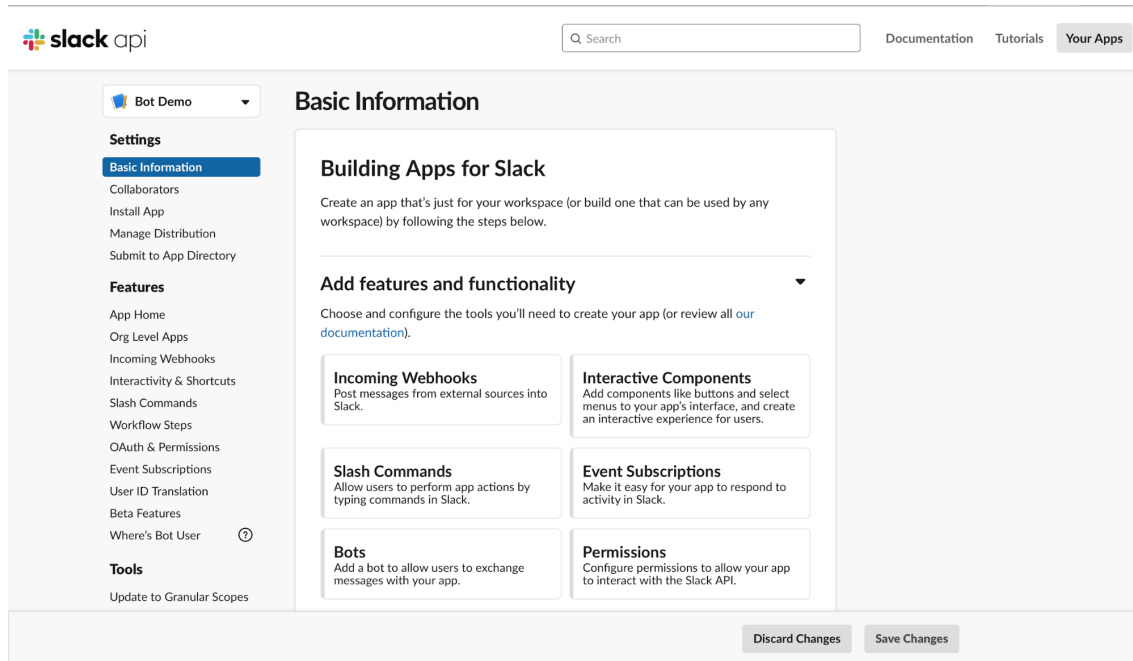 slack api
Search
Documentation
Tutorials
Your Apps
Bot Demo
Settings
Basic Information
Collaborators
Install App
Manage Distribution
Submit to App Directory
Features
App Home
Org Level Apps
Incoming Webhooks
Interactivity & Shortcuts
Slash Commands
Workflow Steps
OAuth & Permissions
Event Subscriptions
User ID Translation
Beta Features
Where's Bot User
?
Tools
Update to Granular Scopes
Basic Information
Building Apps for Slack
Create an app that's just for your workspace (or build one that can be used by any
workspace) by following the steps below.
Add features and functionality
Choose and configure the tools you'll need to create your app (or review all our
documentation).
Incoming Webhooks
Post messages from external sources into
Slack.
Interactive Components
Add components like buttons and select
menus to your app's interface, and create
an interactive experience for users.
Slash Commands
Allow users to perform app actions by
typing commands in Slack.
Event Subscriptions
Make it easy for your app to respond to
activity in Slack.
Bots
Add a bot to allow users to exchange
messages with your app.
Permissions
Configure permissions to allow your app
to interact with the Slack API.
Discard Changes
Save Changes